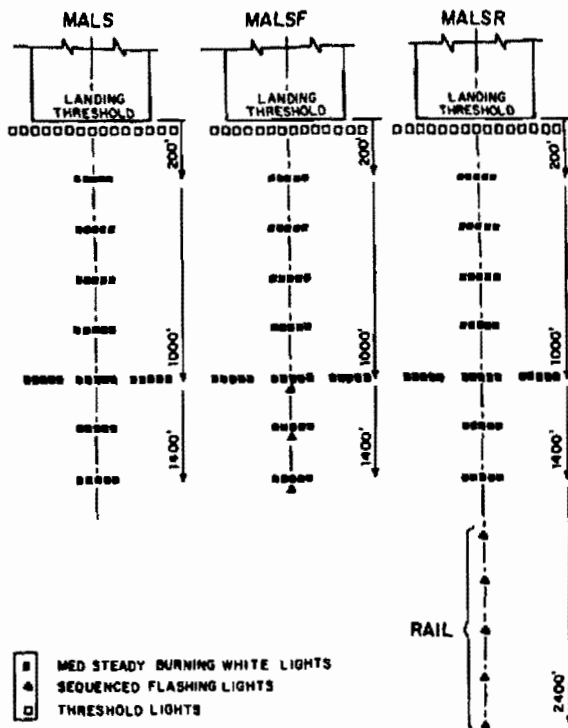 MALS MALSF MALSR
LANDING THRESHOLD LANDING THRESHOLD LANDING THRESHOLD
200' 200' 200'
1000' 1000' 1000'
1400' 1400' 1400'
RAIL
2400'
MED STEADY BURNING WHITE LIGHTS
SEQUENCED FLASHING LIGHTS
THRESHOLD LIGHTS